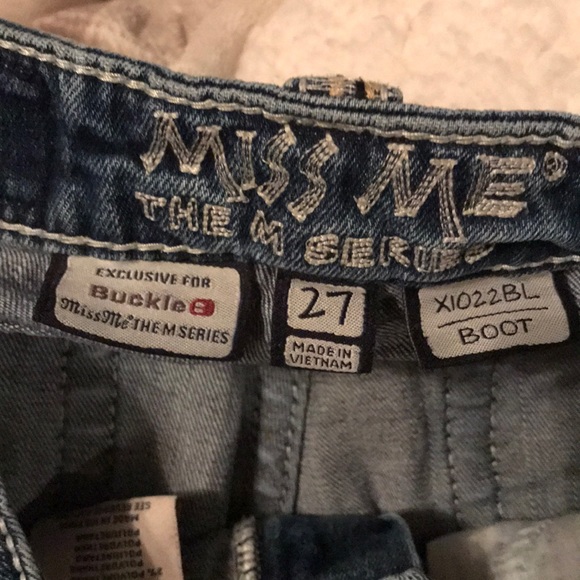 MISS ME®
THE M SERIES
EXCLUSIVE FOR
Buckle B
Miss Me® THE M SERIES
27
MADE IN
VIETNAM
X1022BL
BOOT